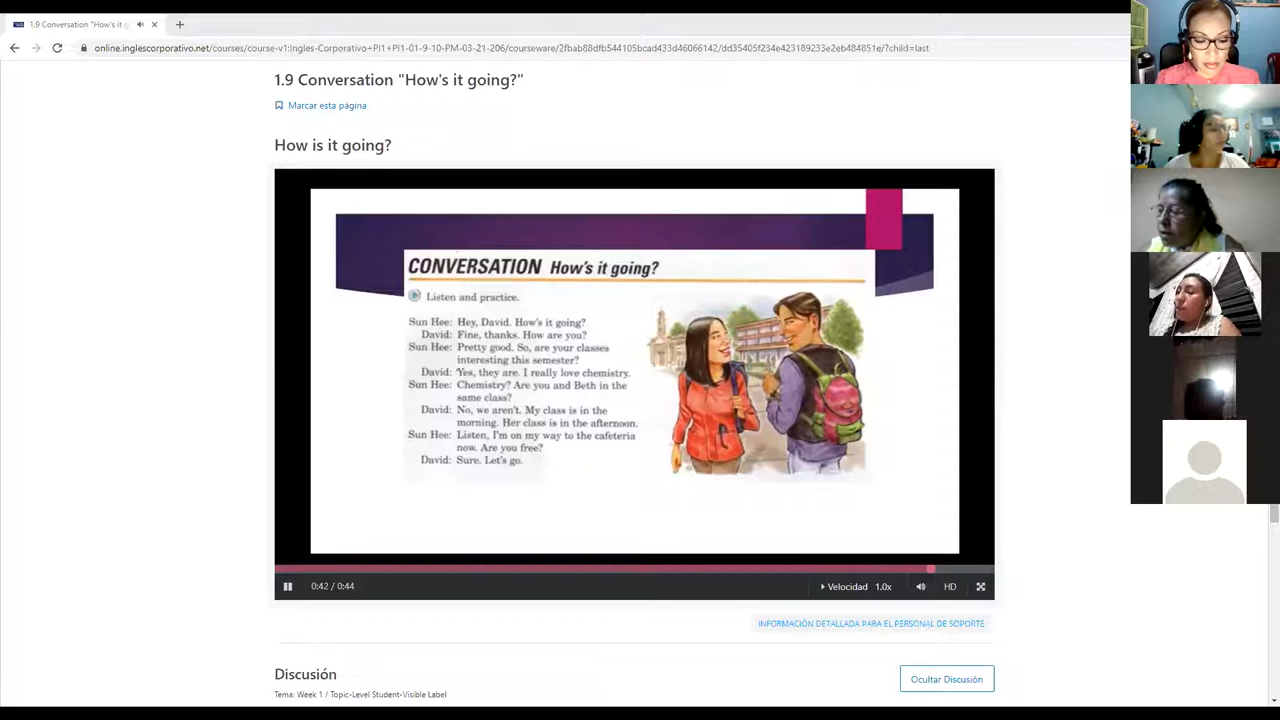 1.9 Conversation "How's it g
online.inglescorporativo.net/courses/course-v1:Ingles-Corporativo+PI1+PI1-01-9-10-PM-03-21-206/courseware/2fbab88dfb544105bcad433d46066142/dd35405f234e423189233e2eb484851e/?child=last
1.9 Conversation "How's it going?"
Marcar esta página
How is it going?
CONVERSATION How's it going?
Listen and practice.
Sun Hee: Hey, David. How's it going?
David: Fine, thanks. How are you?
Sun Hee: Pretty good. So, are your classes
interesting this semester?
David: Yes, they are. I really love chemistry.
Sun Hee: Chemistry? Are you and Beth in the
same class?
David: No, we aren't. My class is in the
morning. Her class is in the afternoon.
Sun Hee: Listen, I'm on my way to the cafeteria
now. Are you free?
David: Sure. Let's go.
0:42 / 0:44
Velocidad 1.0x
HD
INFORMACIÓN DETALLADA PARA EL PERSONAL DE SOPORTE
Discusión
Ocultar Discusión
Tema: Week 1 / Topic-Level Student-Visible Label